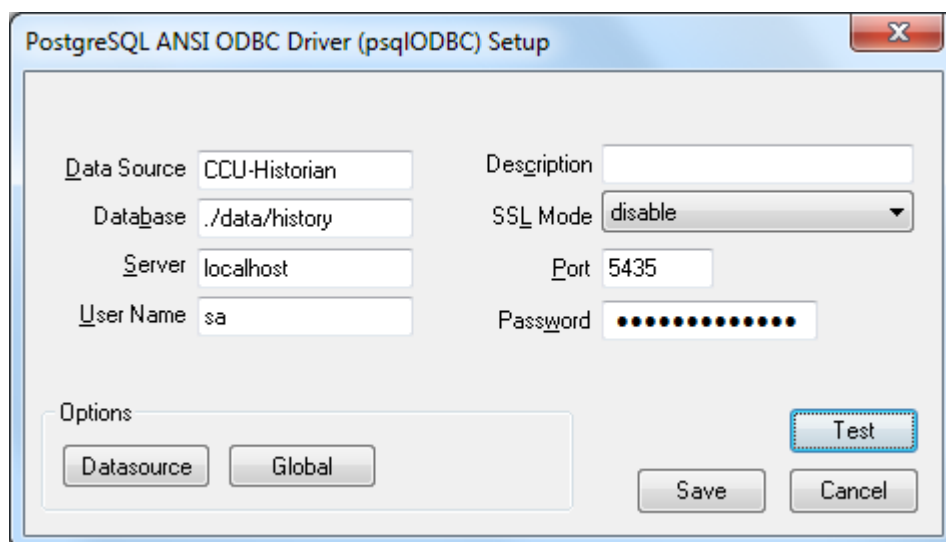 PostgreSQL ANSI ODBC Driver (psqlODBC) Setup
Data Source CCU-Historian Description
Database ./data/history SSL Mode disable
Server localhost Port 5435
User Name sa Password ●●●●●●●●●●●●●
Options
Test
Datasource Global
Save Cancel